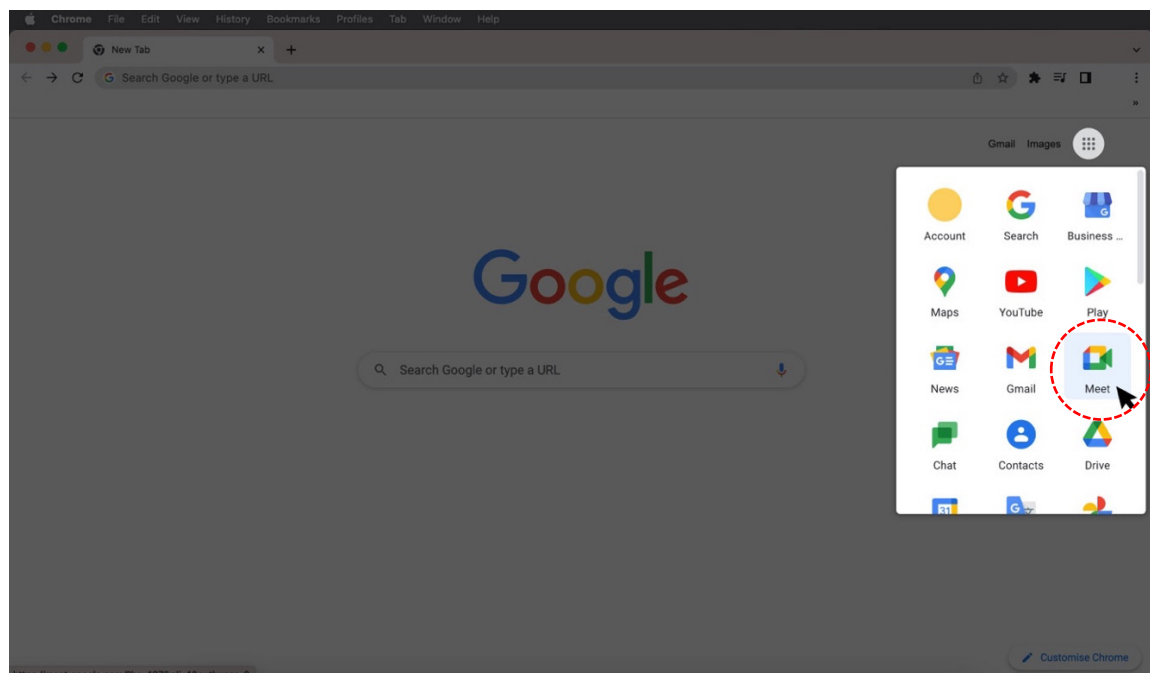 Chrome File Edit View History Bookmarks Profiles Tab Window Help
New Tab
Search Google or type a URL
Gmail Images
Account Search Business ...
Google
Maps YouTube Play
Search Google or type a URL
News Gmail Meet
Chat Contacts Drive
31 G
Customise Chrome